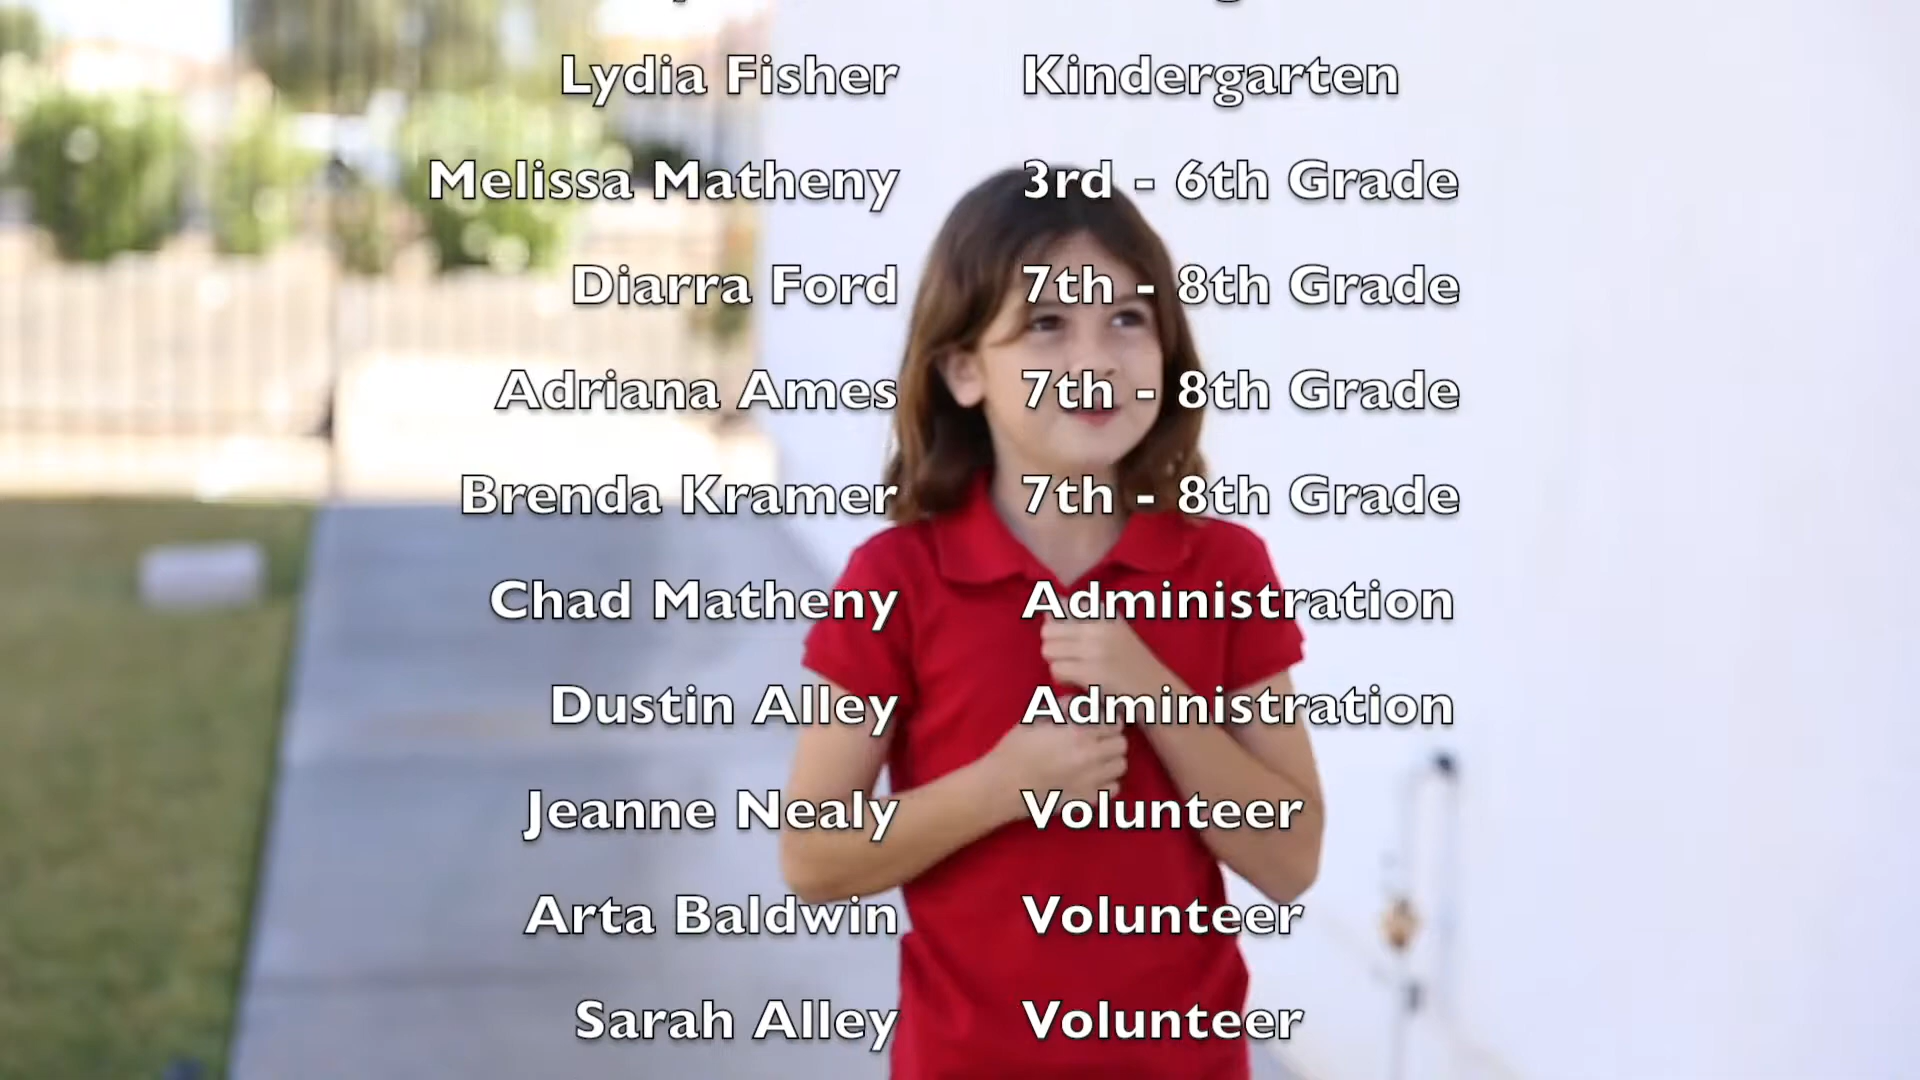 Lydia Fisher Kindergarten
Melissa Matheny 3rd - 6th Grade
Diarra Ford 7th - 8th Grade
Adriana Ames 7th - 8th Grade
Brenda Kramer 7th - 8th Grade
Chad Matheny Administration
Dustin Alley Administration
Jeanne Nealy Volunteer
Arta Baldwin Volunteer
Sarah Alley Volunteer